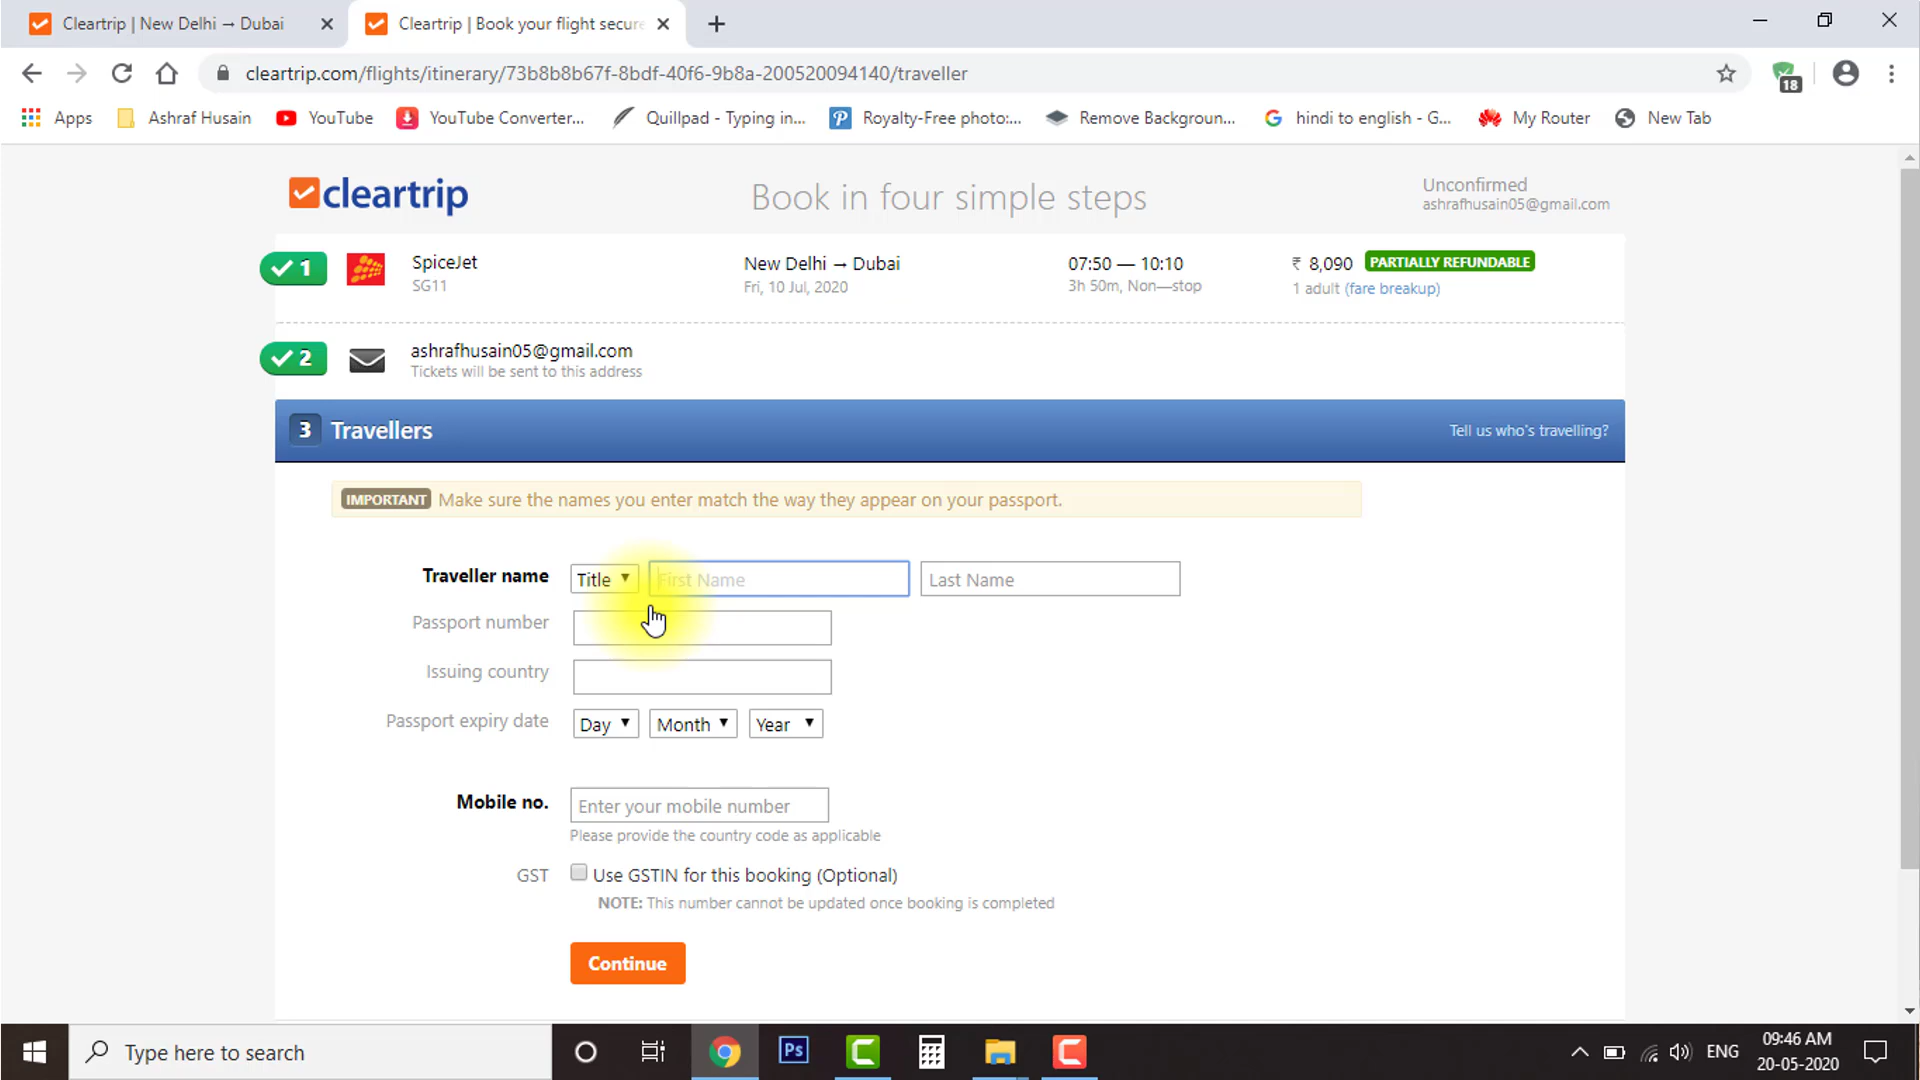 Cleartrip | New Delhi → Dubai
Cleartrip | Book your flight secure
cleartrip.com/flights/itinerary/73b8b8b67f-8bdf-40f6-9b8a-200520094140/traveller
18
Apps
Ashraf Husain
YouTube
YouTube Converter...
Quillpad - Typing in...
Royalty-Free photo:...
Remove Backgroun...
hindi to english - G...
My Router
New Tab
cleartrip
Book in four simple steps
Unconfirmed
ashrafhusain05@gmail.com
1
SpiceJet
SG11
New Delhi → Dubai
Fri, 10 Jul, 2020
07:50 — 10:10
3h 50m, Non—stop
₹ 8,090 PARTIALLY REFUNDABLE
1 adult (fare breakup)
2
ashrafhusain05@gmail.com
Tickets will be sent to this address
3 Travellers
Tell us who's travelling?
IMPORTANT Make sure the names you enter match the way they appear on your passport.
Traveller name Title First Name Last Name
Passport number
Issuing country
Passport expiry date Day Month Year
Mobile no. Enter your mobile number
Please provide the country code as applicable
GST Use GSTIN for this booking (Optional)
NOTE: This number cannot be updated once booking is completed
Continue
Type here to search
Ps
ENG
09:46 AM
20-05-2020